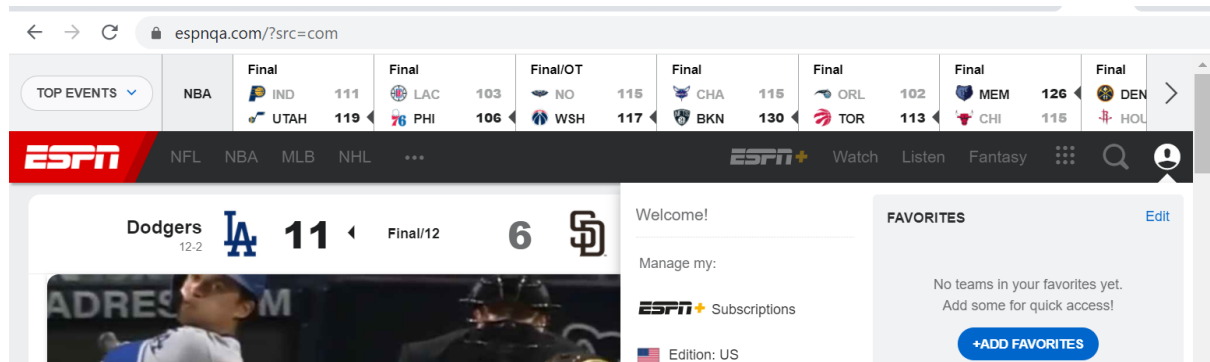 espnqa.com/?src=com
TOP EVENTS
NBA
Final
IND 111
UTAH 119
Final
LAC 103
PHI 106
Final/OT
NO 115
WSH 117
Final
CHA 115
BKN 130
Final
ORL 102
TOR 113
Final
MEM 126
CHI 115
Final
DEN
HOU
ESPN NFL NBA MLB NHL ... ESPN+ Watch Listen Fantasy
Dodgers
12-2
LA
11
Final/12
6
SD
ADRES
OM
Welcome!
Manage my:
ESPN+ Subscriptions
Edition: US
FAVORITES Edit
No teams in your favorites yet.
Add some for quick access!
+ADD FAVORITES